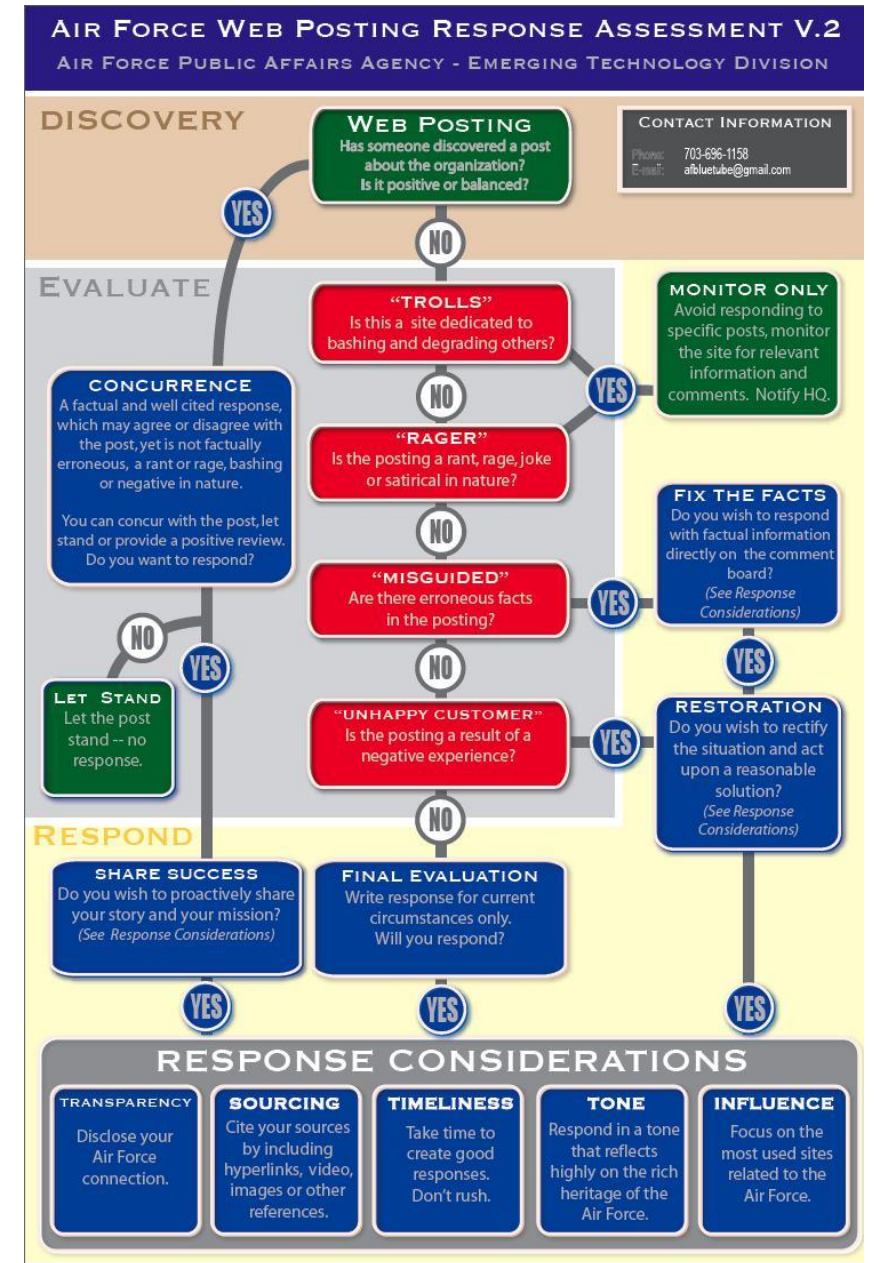 AIR FORCE WEB POSTING RESPONSE ASSESSMENT V.2
AIR FORCE PUBLIC AFFAIRS AGENCY - EMERGING TECHNOLOGY DIVISION
DISCOVERY
WEB POSTING
Has someone discovered a post
about the organization?
Is it positive or balanced?
CONTACT INFORMATION
Phone: 703-696-1158
E-mail: afbluetube@gmail.com
YES
NO
EVALUATE
"TROLLS"
Is this a site dedicated to
bashing and degrading others?
YES
MONITOR ONLY
Avoid responding to
specific posts, monitor
the site for relevant
information and
comments. Notify HQ.
NO
CONCURRENCE
A factual and well cited response,
which may agree or disagree with
the post, yet is not factually
erroneous, a rant or rage, bashing
or negative in nature.
You can concur with the post, let
stand or provide a positive review.
Do you want to respond?
"RAGER"
Is the posting a rant, rage, joke
or satirical in nature?
NO
"MISGUIDED"
Are there erroneous facts
in the posting?
YES
FIX THE FACTS
Do you wish to respond
with factual information
directly on the comment
board?
(See Response
Considerations)
NO
YES
LET STAND
Let the post
stand -- no
response.
NO
YES
"UNHAPPY CUSTOMER"
Is the posting a result of a
negative experience?
YES
RESTORATION
Do you wish to rectify
the situation and act
upon a reasonable
solution?
(See Response
Considerations)
NO
RESPOND
SHARE SUCCESS
Do you wish to proactively share
your story and your mission?
(See Response Considerations)
FINAL EVALUATION
Write response for current
circumstances only.
Will you respond?
YES
YES
YES
RESPONSE CONSIDERATIONS
TRANSPARENCY
Disclose your
Air Force
connection.
SOURCING
Cite your sources
by including
hyperlinks, video,
images or other
references.
TIMELINESS
Take time to
create good
responses.
Don't rush.
TONE
Respond in a tone
that reflects
highly on the rich
heritage of the
Air Force.
INFLUENCE
Focus on the
most used sites
related to the
Air Force.